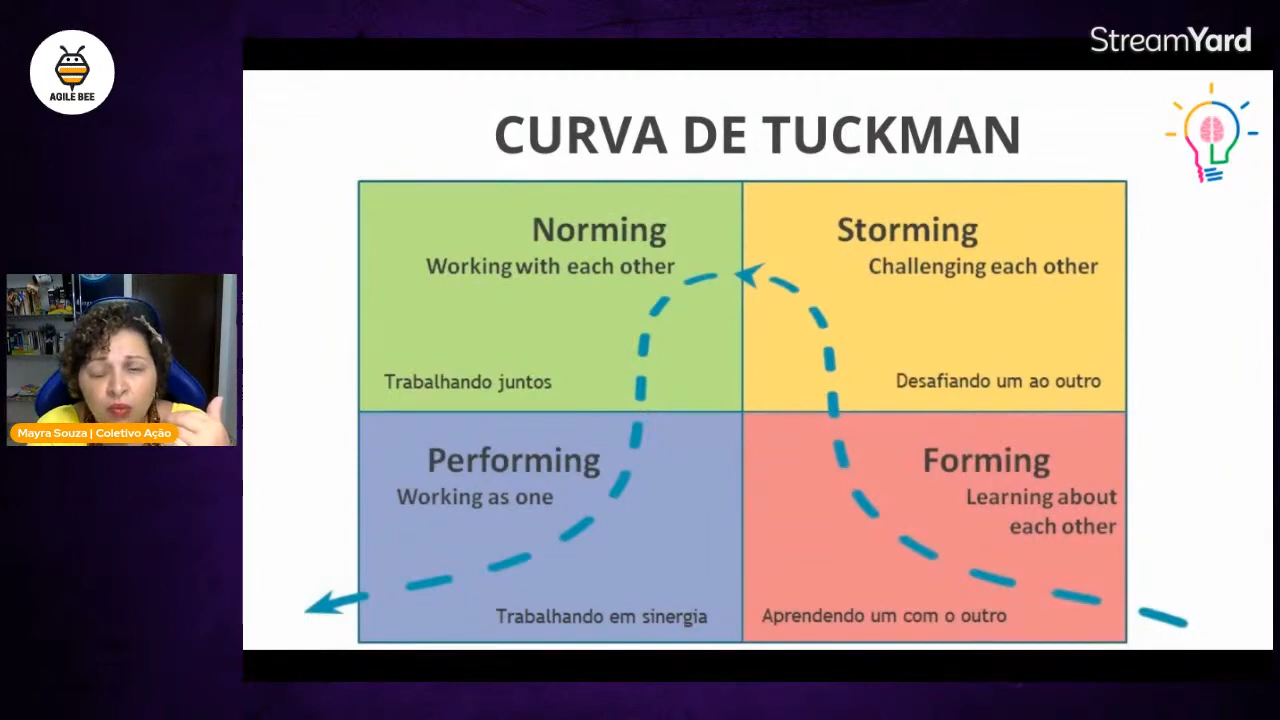 AGILE BEE
StreamYard
CURVA DE TUCKMAN
Norming
Working with each other
Trabalhando juntos
Storming
Challenging each other
Desafiando um ao outro
Performing
Working as one
Trabalhando em sinergia
Forming
Learning about
each other
Aprendendo um com o outro
Mayra Souza | Coletivo Ação